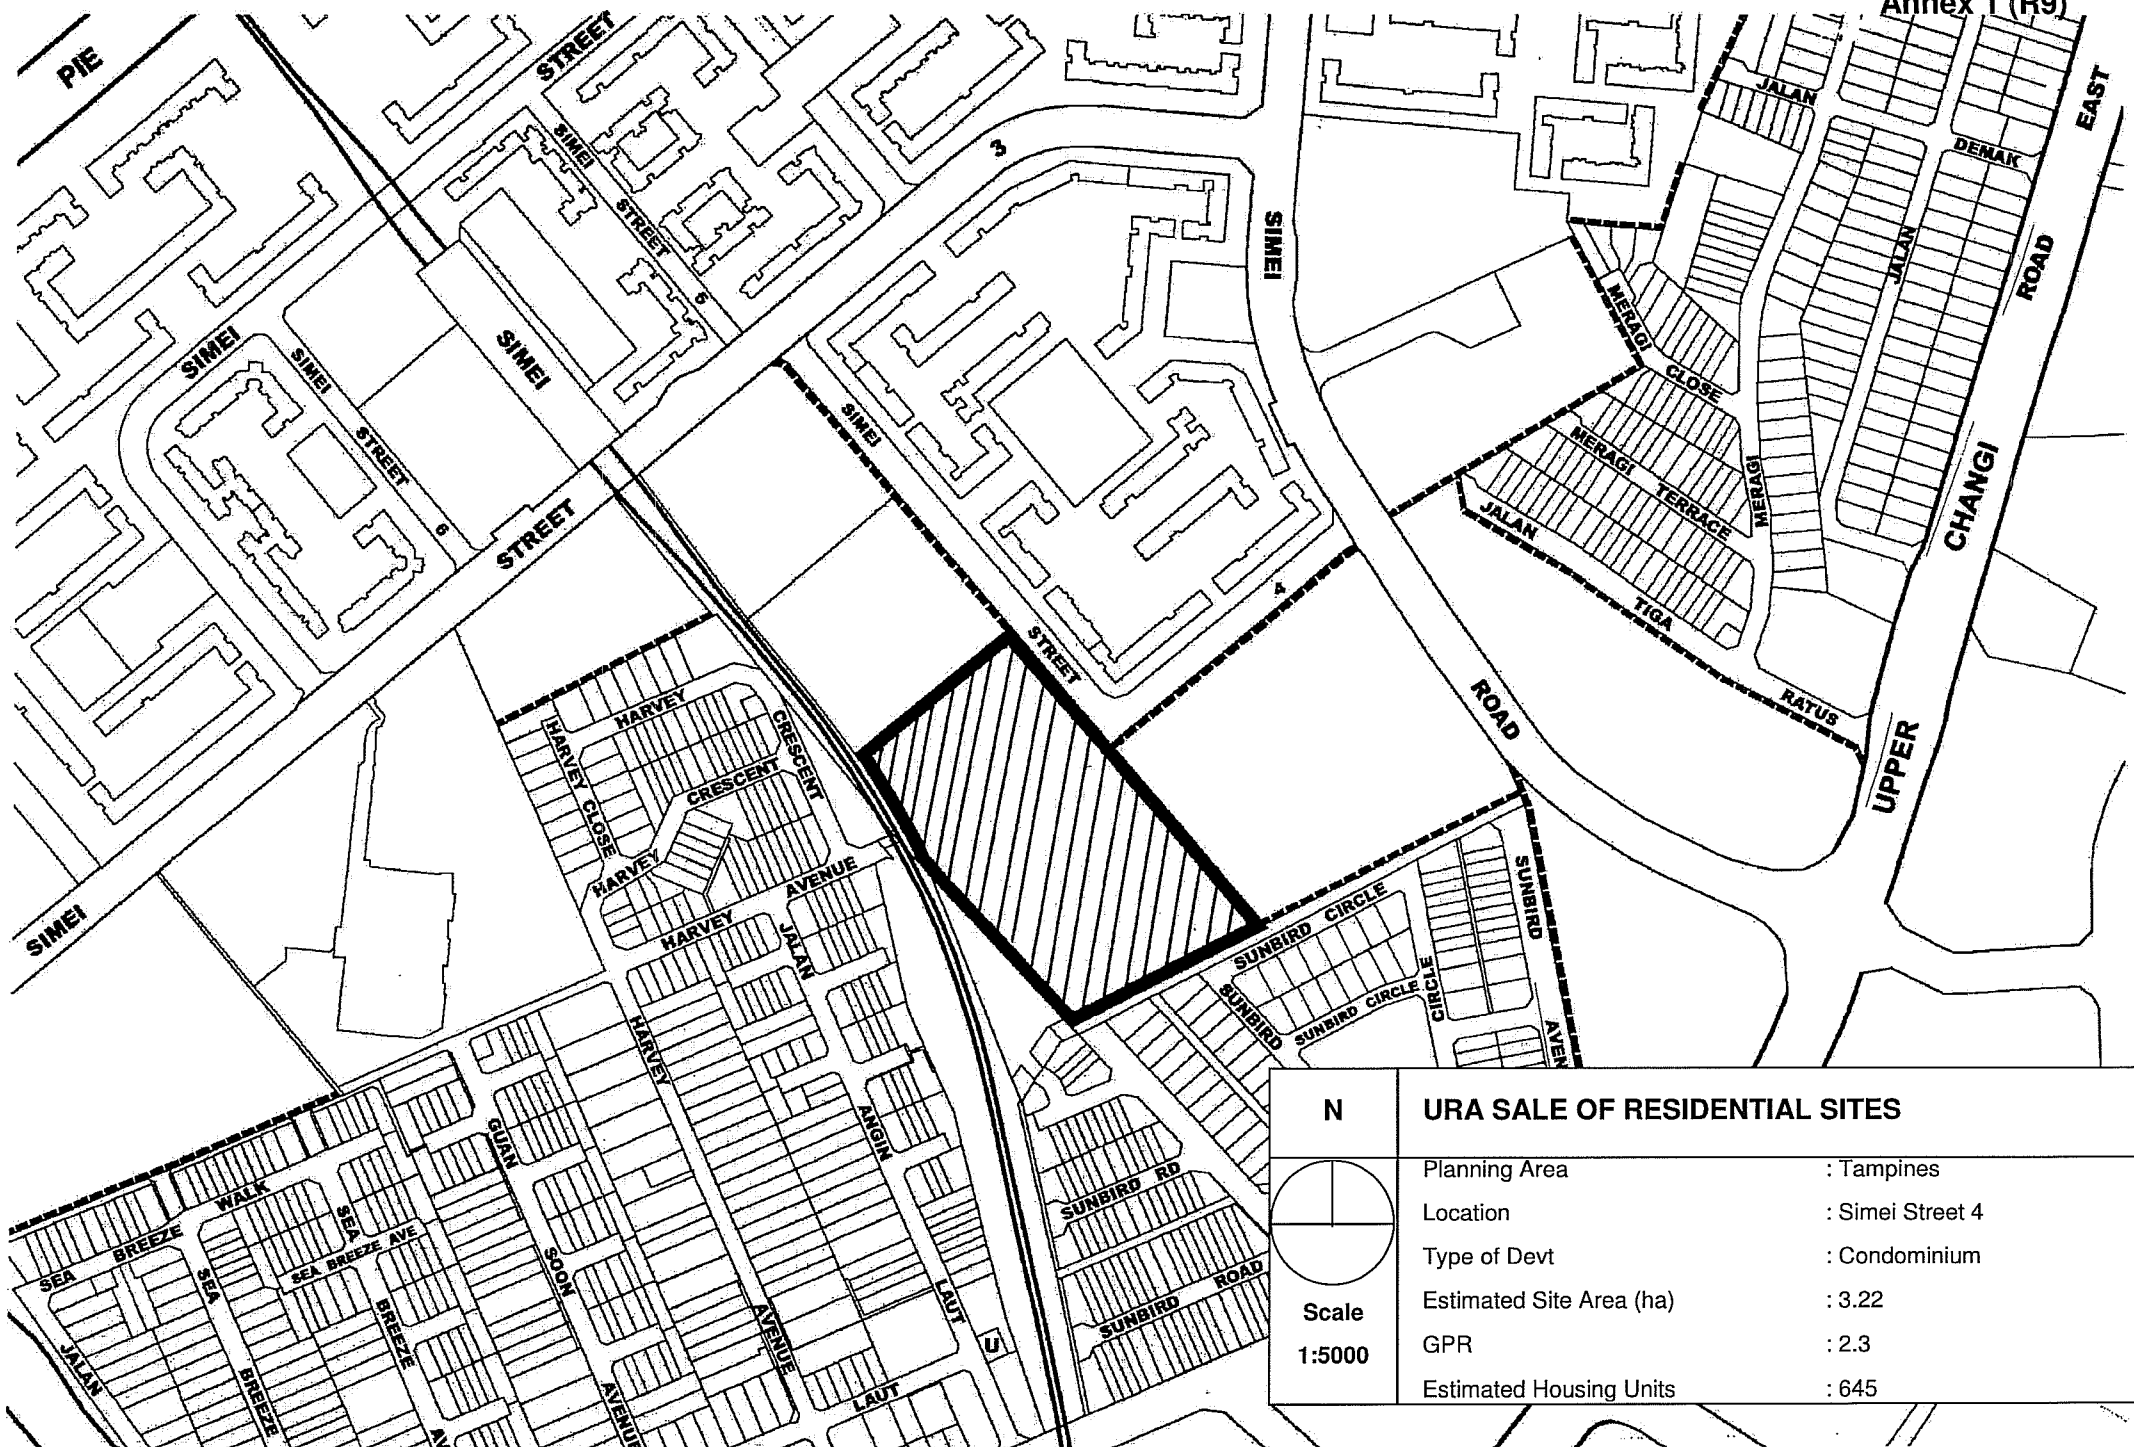 Annex 1 (R9)
PIE
STREET
SIMEI
STREET
5
3
SIMEI
JALAN
DEMAK
EAST
JALAN
ROAD
MERAGI
CLOSE
MERAGI
TERRACE
MERAGI
JALAN
TIGA
RATUS
CHANGI
UPPER
SIMEI
SIMEI
STREET
6
SIMEI
STREET
SIMEI
SIMEI
STREET
4
ROAD
HARVEY
CRESCENT
HARVEY
CLOSE
CRESCENT
HARVEY
AVENUE
HARVEY
JALAN
SUNBIRD CIRCLE
SUNBIRD
SUNBIRD
SUNBIRD CIRCLE
CIRCLE
AVEN
HARVEY
ANGIN
GUAN
SUNBIRD RD
SUNBIRD ROAD
WALK
SEA BREEZE
SEA
SEA BREEZE AVE
SEA
SOON
BREEZE
LAUT
AVENUE
U
JALAN
BREEZE
AVENUE
LAUT
AV
N
URA SALE OF RESIDENTIAL SITES
Planning Area : Tampines
Location : Simei Street 4
Type of Devt : Condominium
Scale
1:5000
Estimated Site Area (ha) : 3.22
GPR : 2.3
Estimated Housing Units : 645